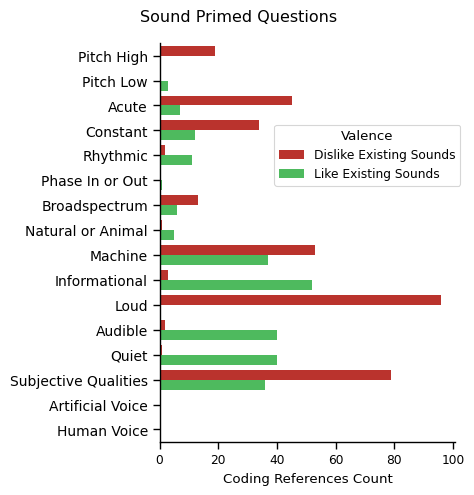 Sound Primed Questions
Pitch High
Pitch Low
Acute
Constant
Rhythmic
Phase In or Out
Broadspectrum
Natural or Animal
Machine
Informational
Loud
Audible
Quiet
Subjective Qualities
Artificial Voice
Human Voice
Valence
Dislike Existing Sounds
Like Existing Sounds
0 20 40 60 80 100
Coding References Count